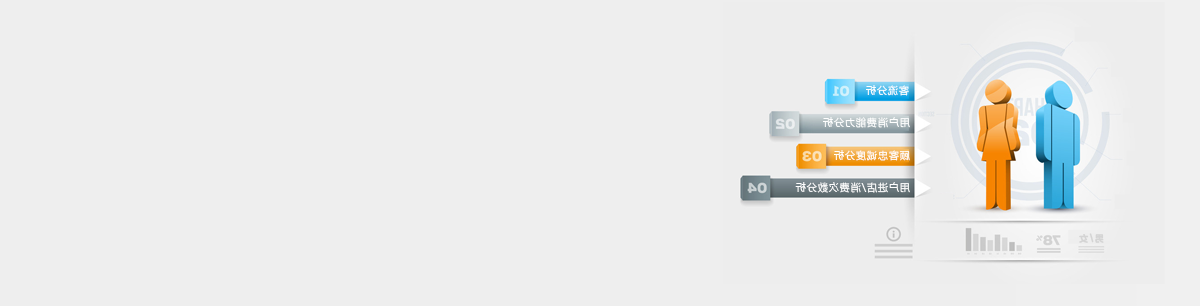 客流分析 01
用户消费能力分析 02
顾客忠诚度分析 03
用户进店/消费次数分析 04
男/女 78%